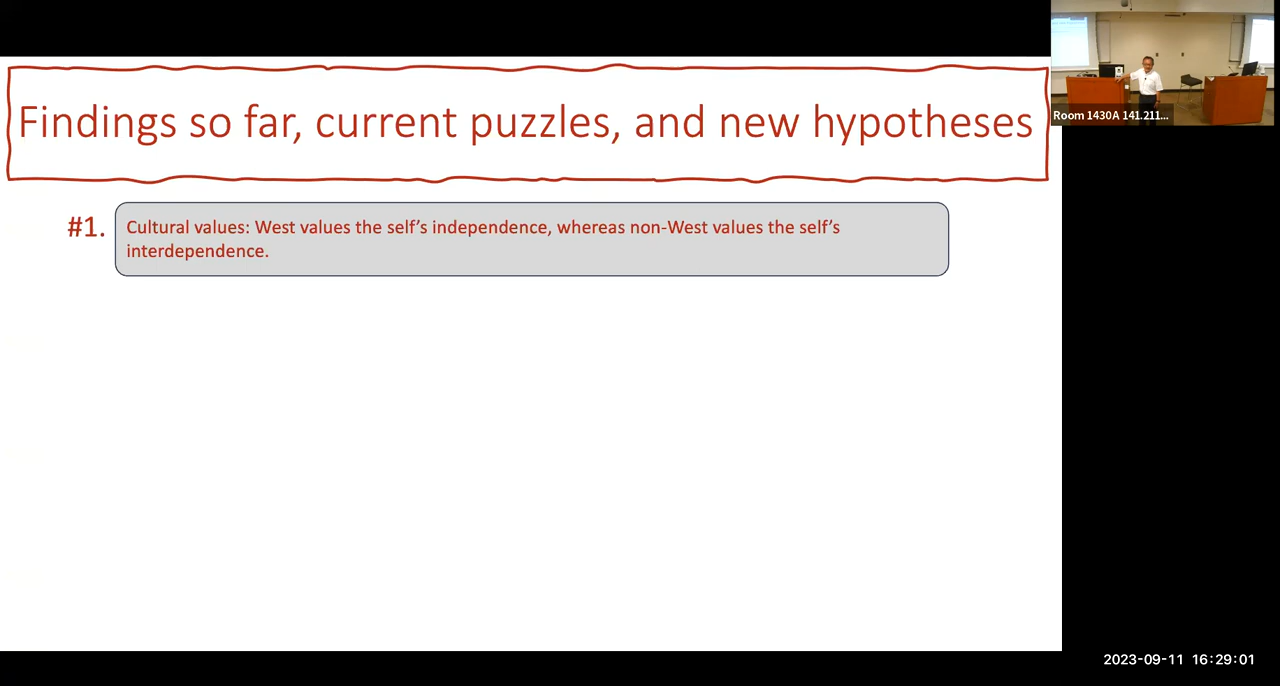 Findings so far, current puzzles, and new hypotheses
Room 1430A 141.211...
#1.
Cultural values: West values the self’s independence, whereas non-West values the self’s
interdependence.
2023-09-11 16:29:01